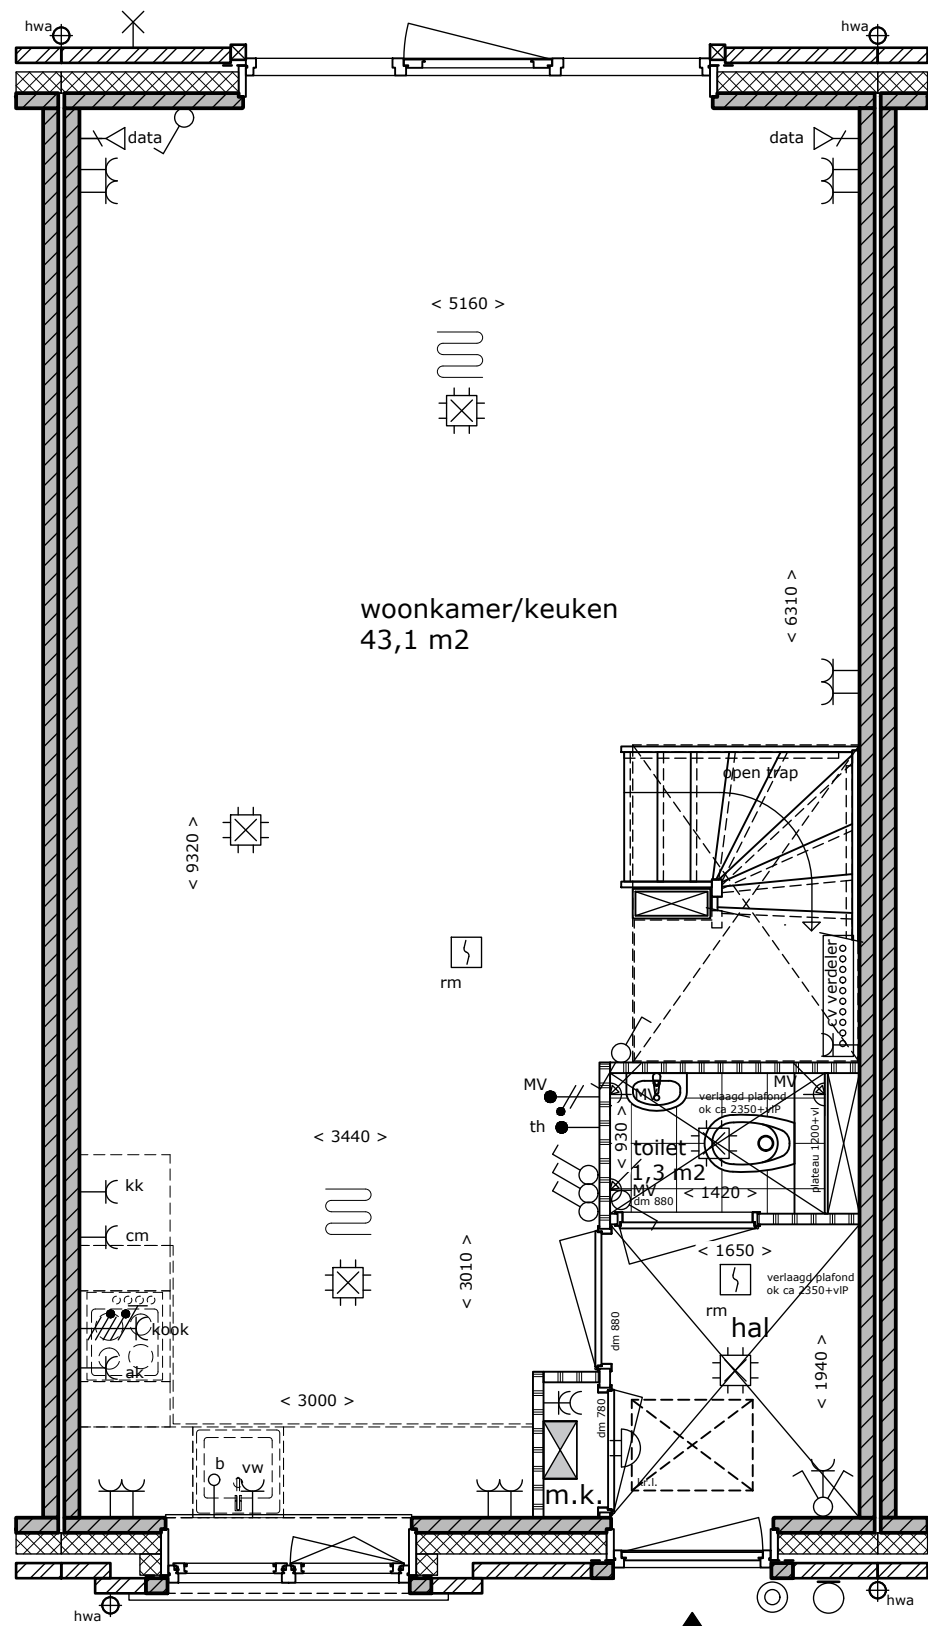 hwa
hwa
data
data
< 5160 >
< 6310 >
woonkamer/keuken
43,1 m2
open trap
< 9320 >
cv verdeler
rm
MV
MV
MV
verlaagd plafond
ok ca 2350+vlP
th
< 930 >
toilet
1,3 m2
plateau 1200+vl
< 3440 >
kk
MV
dm 880
< 1420 >
cm
< 3010 >
< 1650 >
verlaagd plafond
ok ca 2350+vlP
rm
hal
kook
dm 880
ak
< 1940 >
< 3000 >
dm 780
b
vw
m.k.
hwa
hwa